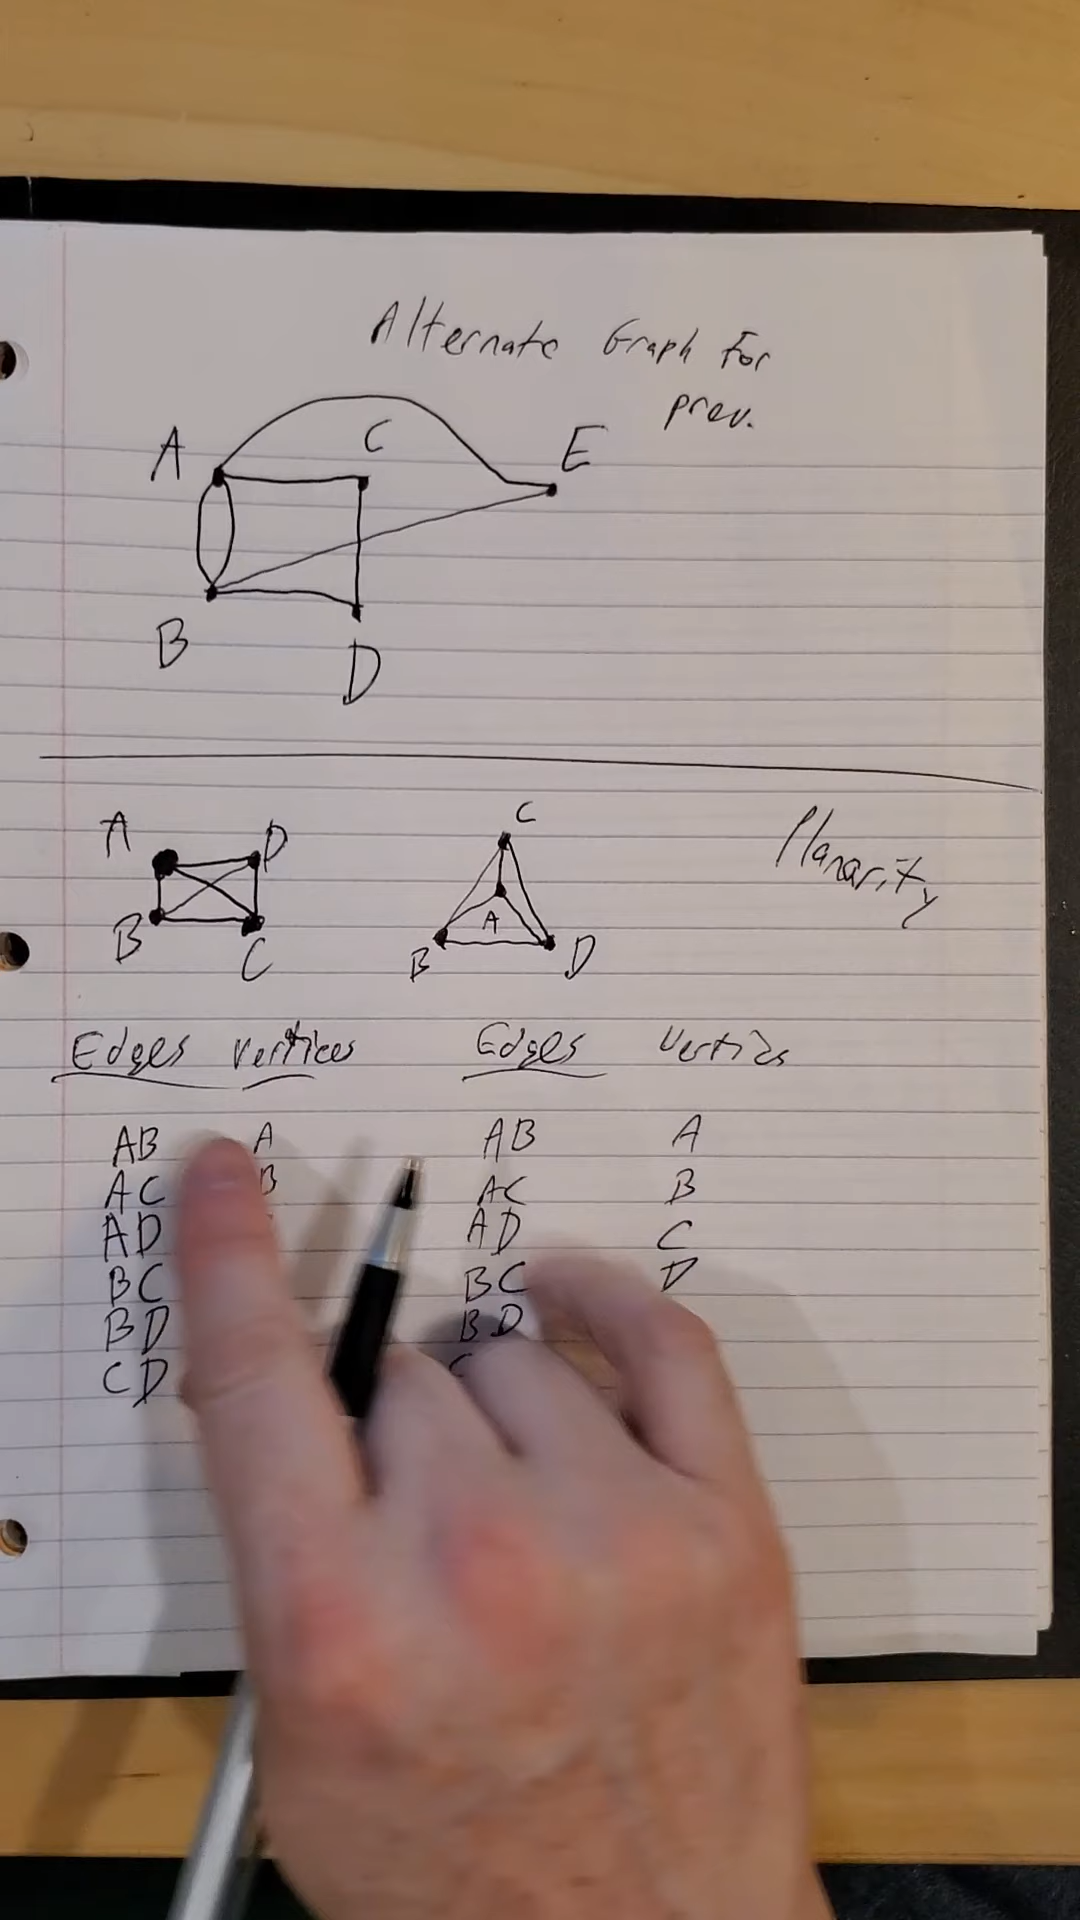 Alternate Graph For
prev.
A C E
B D
A D C Planarity
B C A B D
Edges Vertices Edges
AB A AB A
AC B AC B
AD AD C
BC BC D
BD BD
CD C